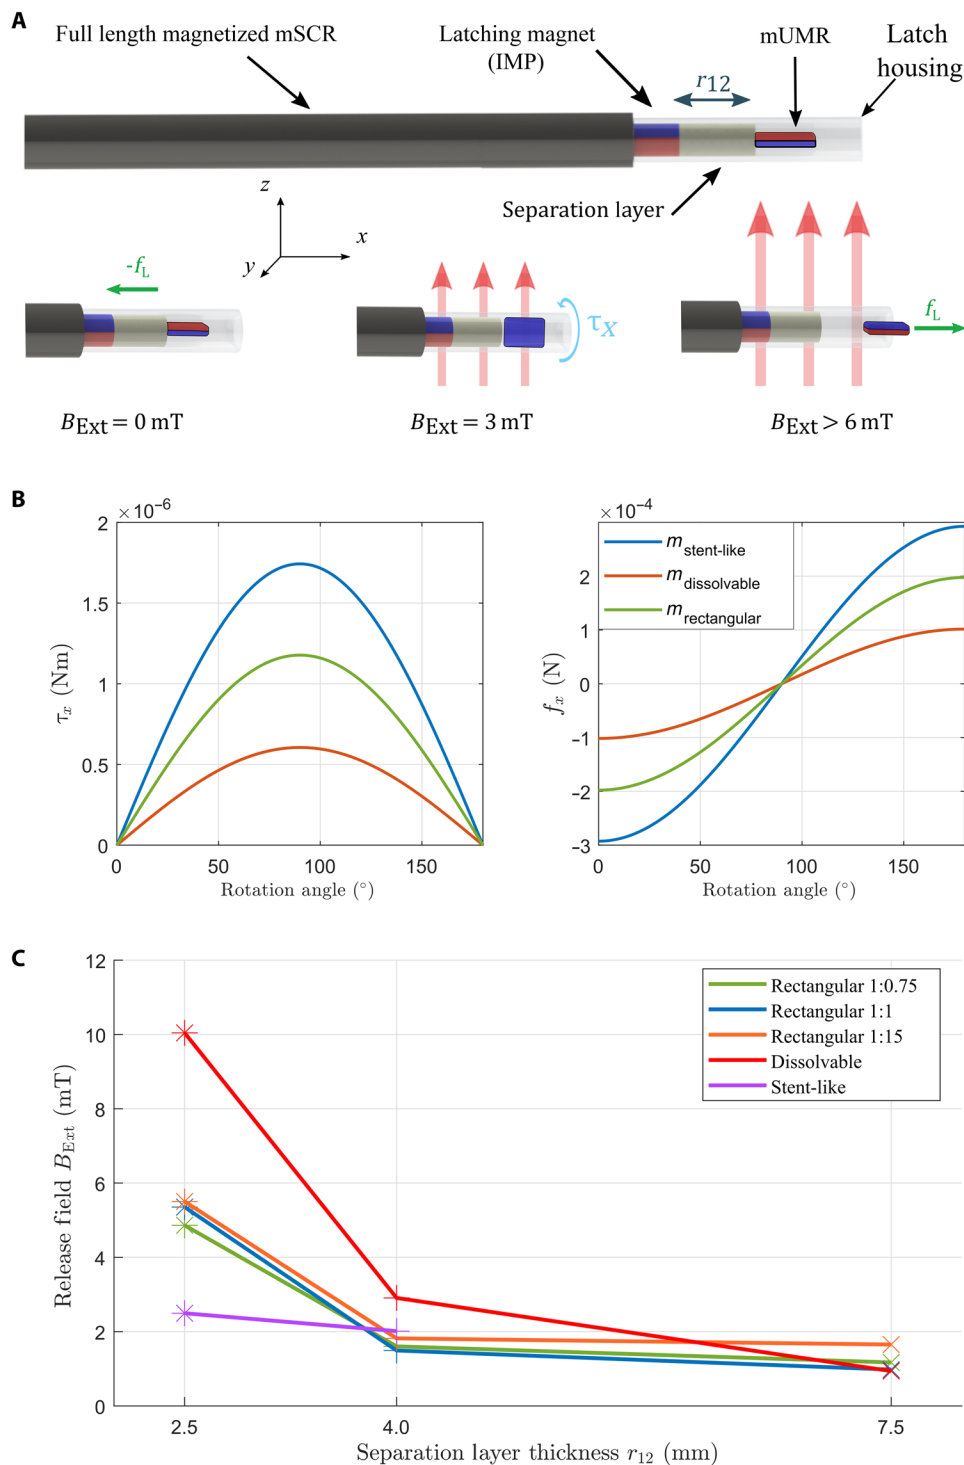 A
Full length magnetized mSCR
Latching magnet
(IMP)
mUMR
Latch
housing
r12
Separation layer
z
x
y
-fL
τX
fL
BExt = 0 mT
BExt = 3 mT
BExt > 6 mT
B
×10−6
2
1.5
1
0.5
0
0 50 100 150
τx (Nm)
Rotation angle (°)
×10−4
mstent-like
mdissolvable
mrectangular
2
1
0
−1
−2
−3
0 50 100 150
fx (N)
Rotation angle (°)
C
12
10
8
6
4
2
0
Release field BExt (mT)
Rectangular 1:0.75
Rectangular 1:1
Rectangular 1:15
Dissolvable
Stent-like
2.5 4.0 7.5
Separation layer thickness r12 (mm)